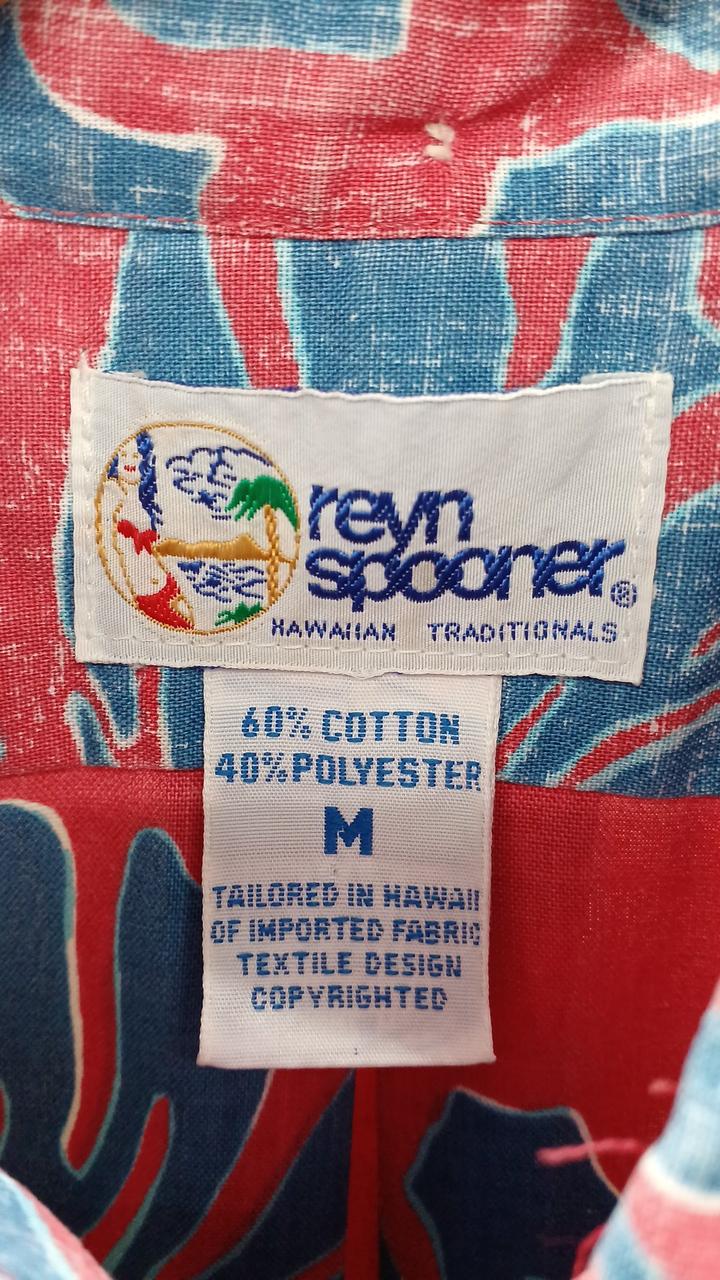 reyn
spooner®
HAWAIIAN TRADITIONALS
60% COTTON
40% POLYESTER
M
TAILORED IN HAWAII
OF IMPORTED FABRIC
TEXTILE DESIGN
COPYRIGHTED